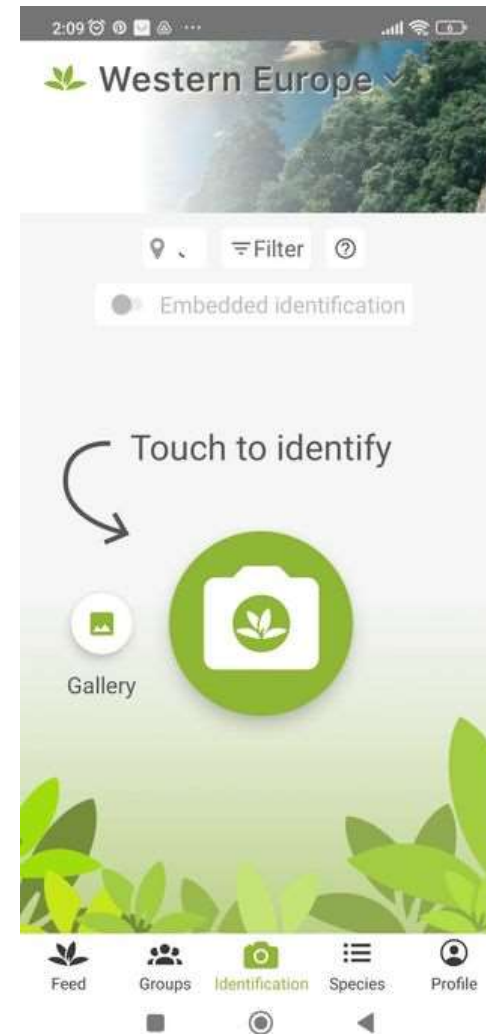 2:09
Western Europe
Filter
Embedded identification
Touch to identify
Gallery
Feed Groups Identification Species Profile